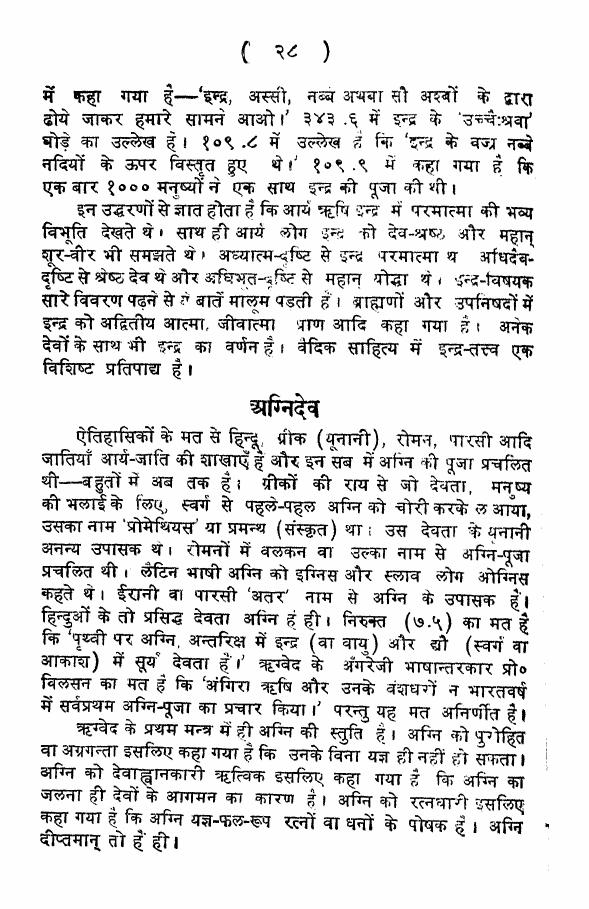 ( २८ )
में कहा गया है—‘इन्द्र, अस्सी, नब्बे अथवा सौ अश्वों के द्वारा
ढोये जाकर हमारे सामने आओ।’ ३४३.६ में इन्द्र के ‘उच्चैःश्रवा’
घोड़े का उल्लेख है। १०९.८ में उल्लेख है कि ‘इन्द्र के वज्र नब्बे
नदियों के ऊपर विस्तृत हुए थे।’ १०९.९ में कहा गया है कि
एक बार १००० मनुष्यों ने एक साथ इन्द्र की पूजा की थी।
इन उद्धरणों से ज्ञात होता है कि आर्य ऋषि इन्द्र में परमात्मा की भव्य
विभूति देखते थे। साथ ही आर्य लोग इन्द्र को देव-श्रेष्ठ और महान्
शूर-वीर भी समझते थे। अध्यात्म-दृष्टि से इन्द्र परमात्मा थे अधिदैव-
दृष्टि से श्रेष्ठ देव थे और अधिभूत-दृष्टि से महान् योद्धा थे। इन्द्र-विषयक
सारे विवरण पढ़ने से ये बातें मालूम पडती हैं। ब्राह्मणों और उपनिषदों में
इन्द्र को अद्वितीय आत्मा, जीवात्मा प्राण आदि कहा गया है। अनेक
देवों के साथ भी इन्द्र का वर्णन है। वैदिक साहित्य में इन्द्र-तत्त्व एक
विशिष्ट प्रतिपाद्य है।
अग्निदेव
ऐतिहासिकों के मत से हिन्दू, ग्रीक (यूनानी), रोमन, पारसी आदि
जातियाँ आर्य-जाति की शाखाएँ हैं और इन सब में अग्नि की पूजा प्रचलित
थी—बहुतों में अब तक है। ग्रीकों की राय से जो देवता, मनुष्य
की भलाई के लिए, स्वर्ग से पहले-पहल अग्नि को चोरी करके ले आया,
उसका नाम ‘प्रोमेथियस’ या प्रमन्थ (संस्कृत) था। उस देवता के यूनानी
अनन्य उपासक थे। रोमनों में वलकन वा उल्का नाम से अग्नि-पूजा
प्रचलित थी। लैटिन भाषी अग्नि को इग्निस और स्लाव लोग ओग्निस
कहते थे। ईरानी वा पारसी ‘अतर’ नाम से अग्नि के उपासक हैं।
हिन्दुओं के तो प्रसिद्ध देवता अग्नि हैं ही। निरुक्त (७.५) का मत है
कि ‘पृथ्वी पर अग्नि, अन्तरिक्ष में इन्द्र (वा वायु) और द्यौ (स्वर्ग वा
आकाश) में सूर्य देवता हैं।’ ऋग्वेद के अँगरेजी भाषान्तरकार प्रो०
विलसन का मत है कि ‘अंगिरा ऋषि और उनके वंशधरों ने भारतवर्ष
में सर्वप्रथम अग्नि-पूजा का प्रचार किया।’ परन्तु यह मत अनिर्णीत है।
ऋग्वेद के प्रथम मन्त्र में ही अग्नि की स्तुति है। अग्नि को पुरोहित
वा अग्रगन्ता इसलिए कहा गया है कि उनके विना यज्ञ ही नहीं हो सकता।
अग्नि को देवाह्वानकारी ऋत्विक इसलिए कहा गया है कि अग्नि का
जलना ही देवों के आगमन का कारण है। अग्नि को रत्नधारी इसलिए
कहा गया है कि अग्नि यज्ञ-फल-रूप रत्नों वा धनों के पोषक हैं। अग्नि
दीप्तमान् तो हैं ही।